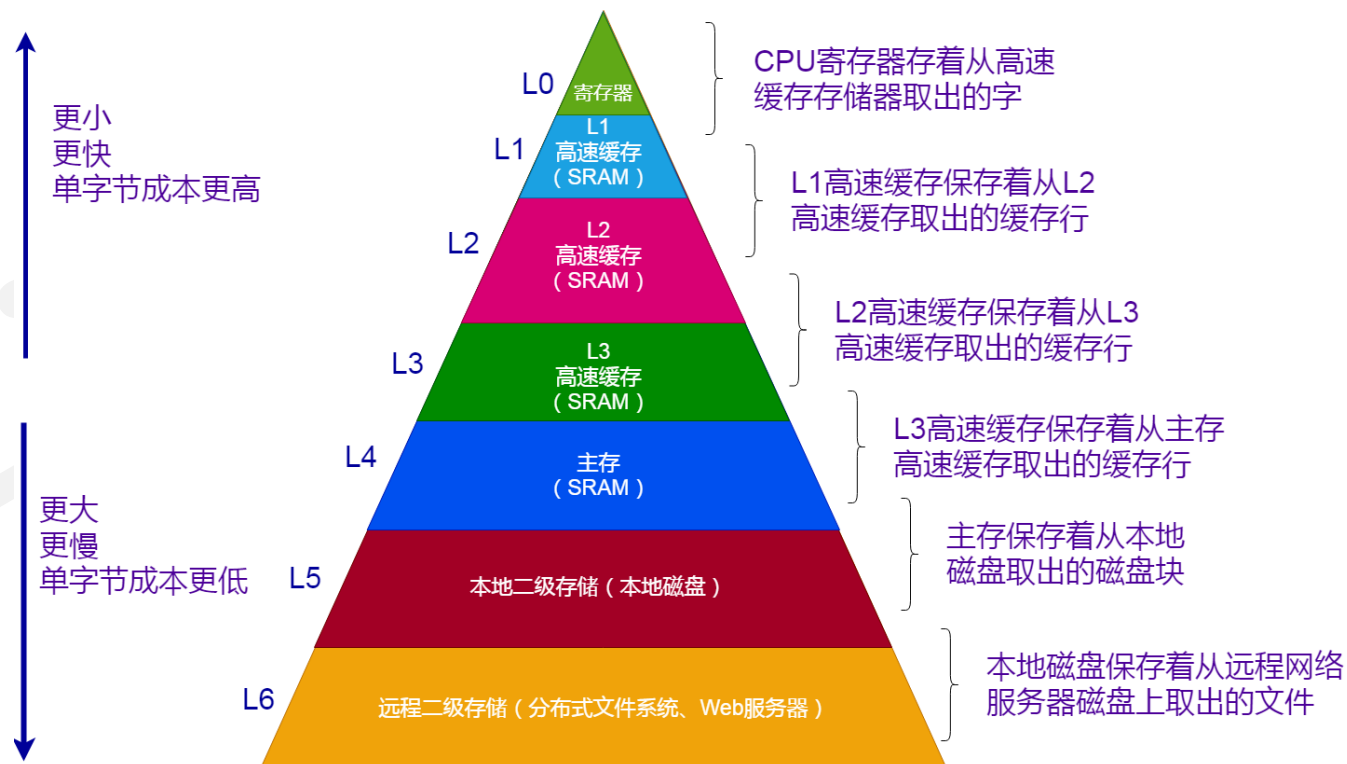 更小
更快
单字节成本更高
更大
更慢
单字节成本更低
L0
寄存器
L1
L1
高速缓存
（SRAM）
L2
L2
高速缓存
（SRAM）
L3
L3
高速缓存
（SRAM）
L4
主存
（SRAM）
L5
本地二级存储（本地磁盘）
L6
远程二级存储（分布式文件系统、Web服务器）
CPU寄存器存着从高速
缓存存储器取出的字
L1高速缓存保存着从L2
高速缓存取出的缓存行
L2高速缓存保存着从L3
高速缓存取出的缓存行
L3高速缓存保存着从主存
高速缓存取出的缓存行
主存保存着从本地
磁盘取出的磁盘块
本地磁盘保存着从远程网络
服务器磁盘上取出的文件